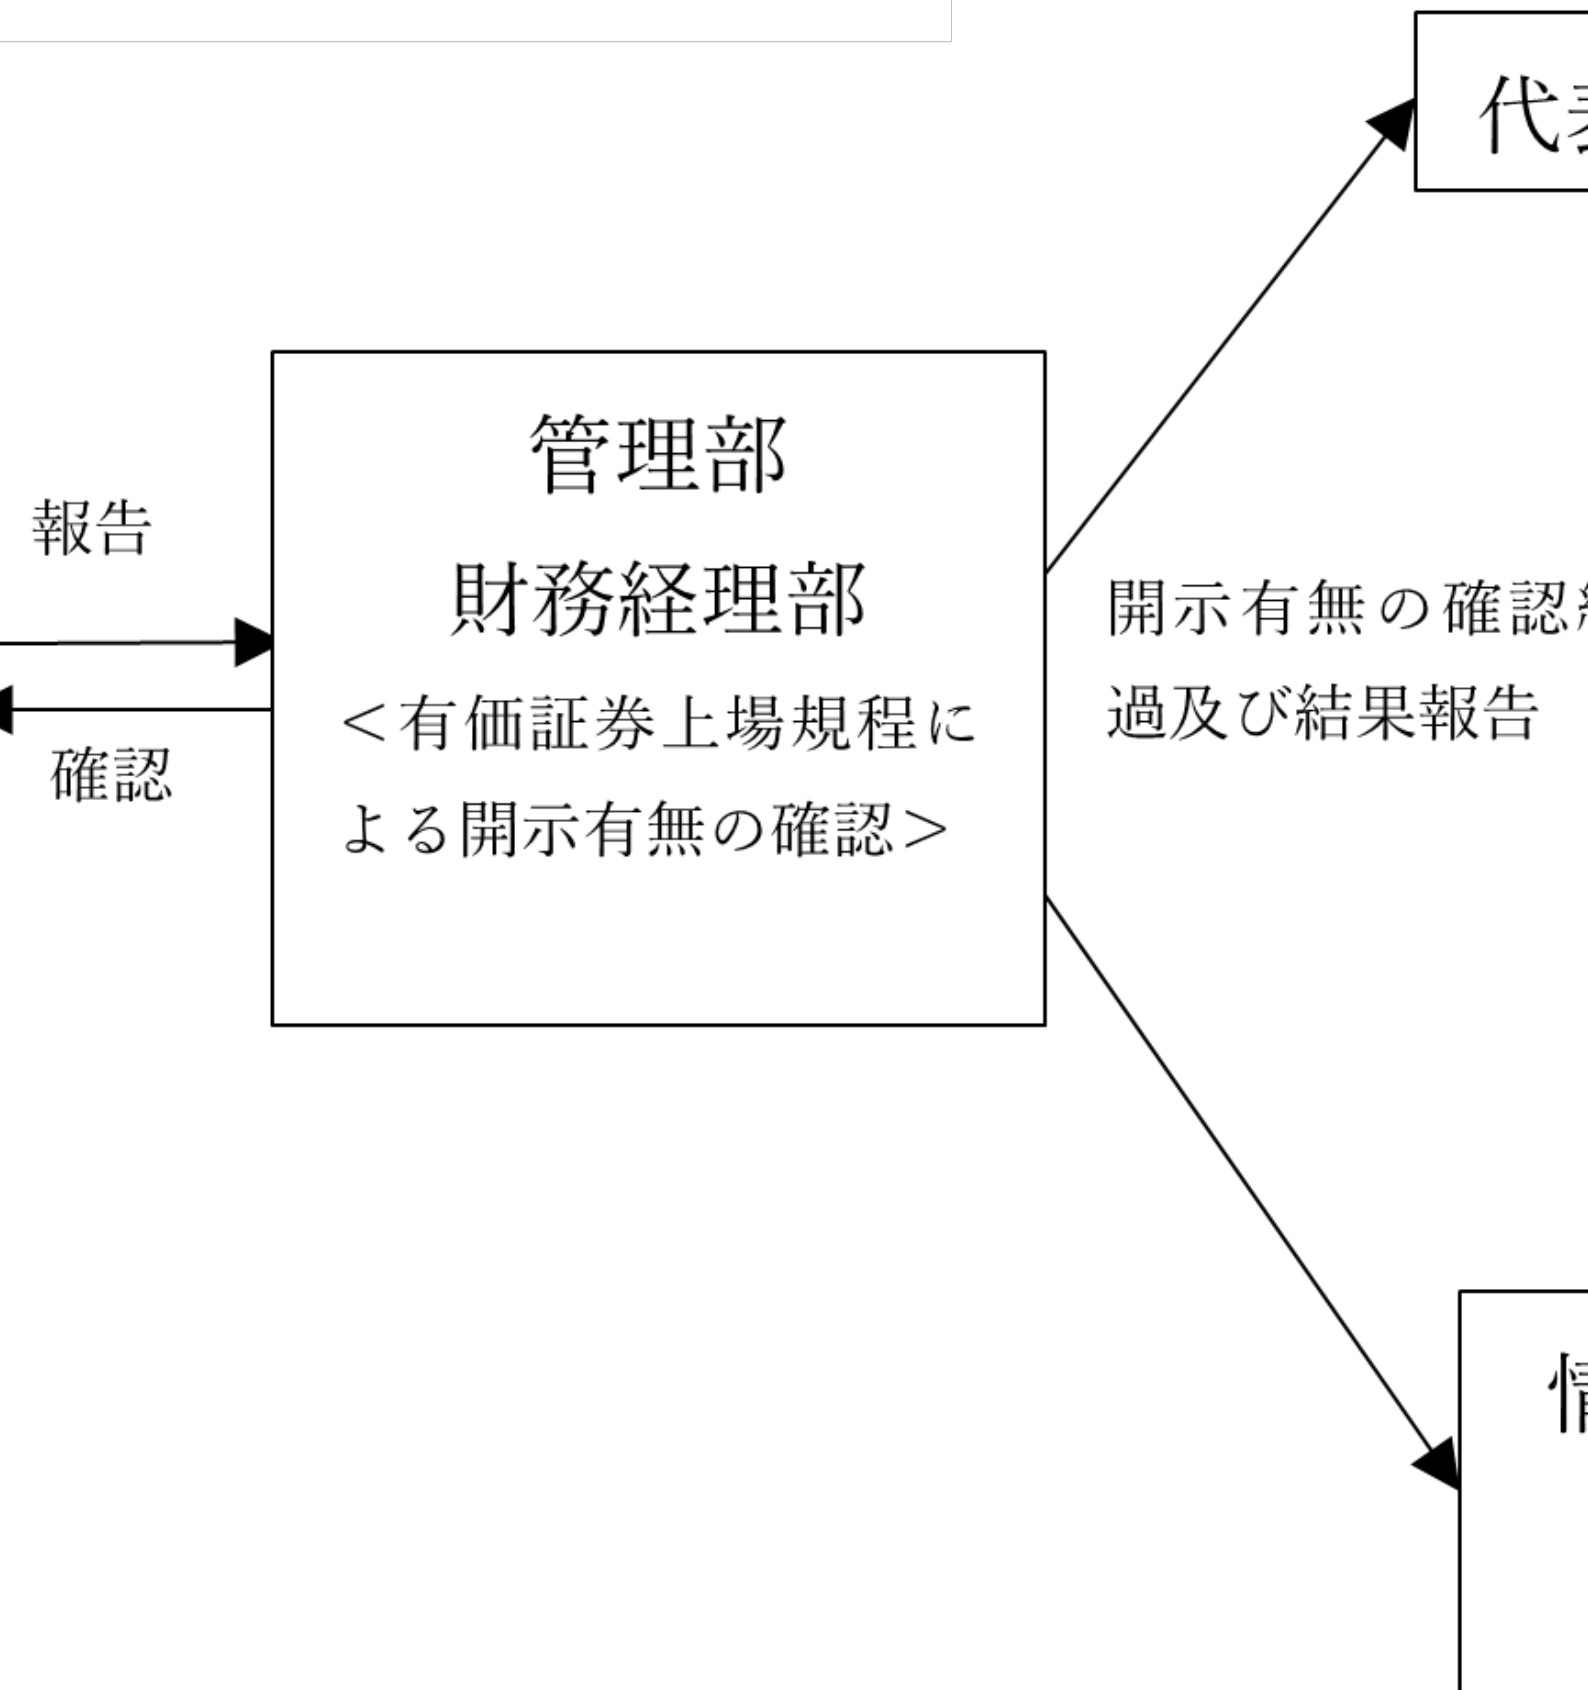 代
報告
確認
管理部
財務経理部
＜有価証券上場規程に
よる開示有無の確認＞
開示有無の確認
過及び結果報告